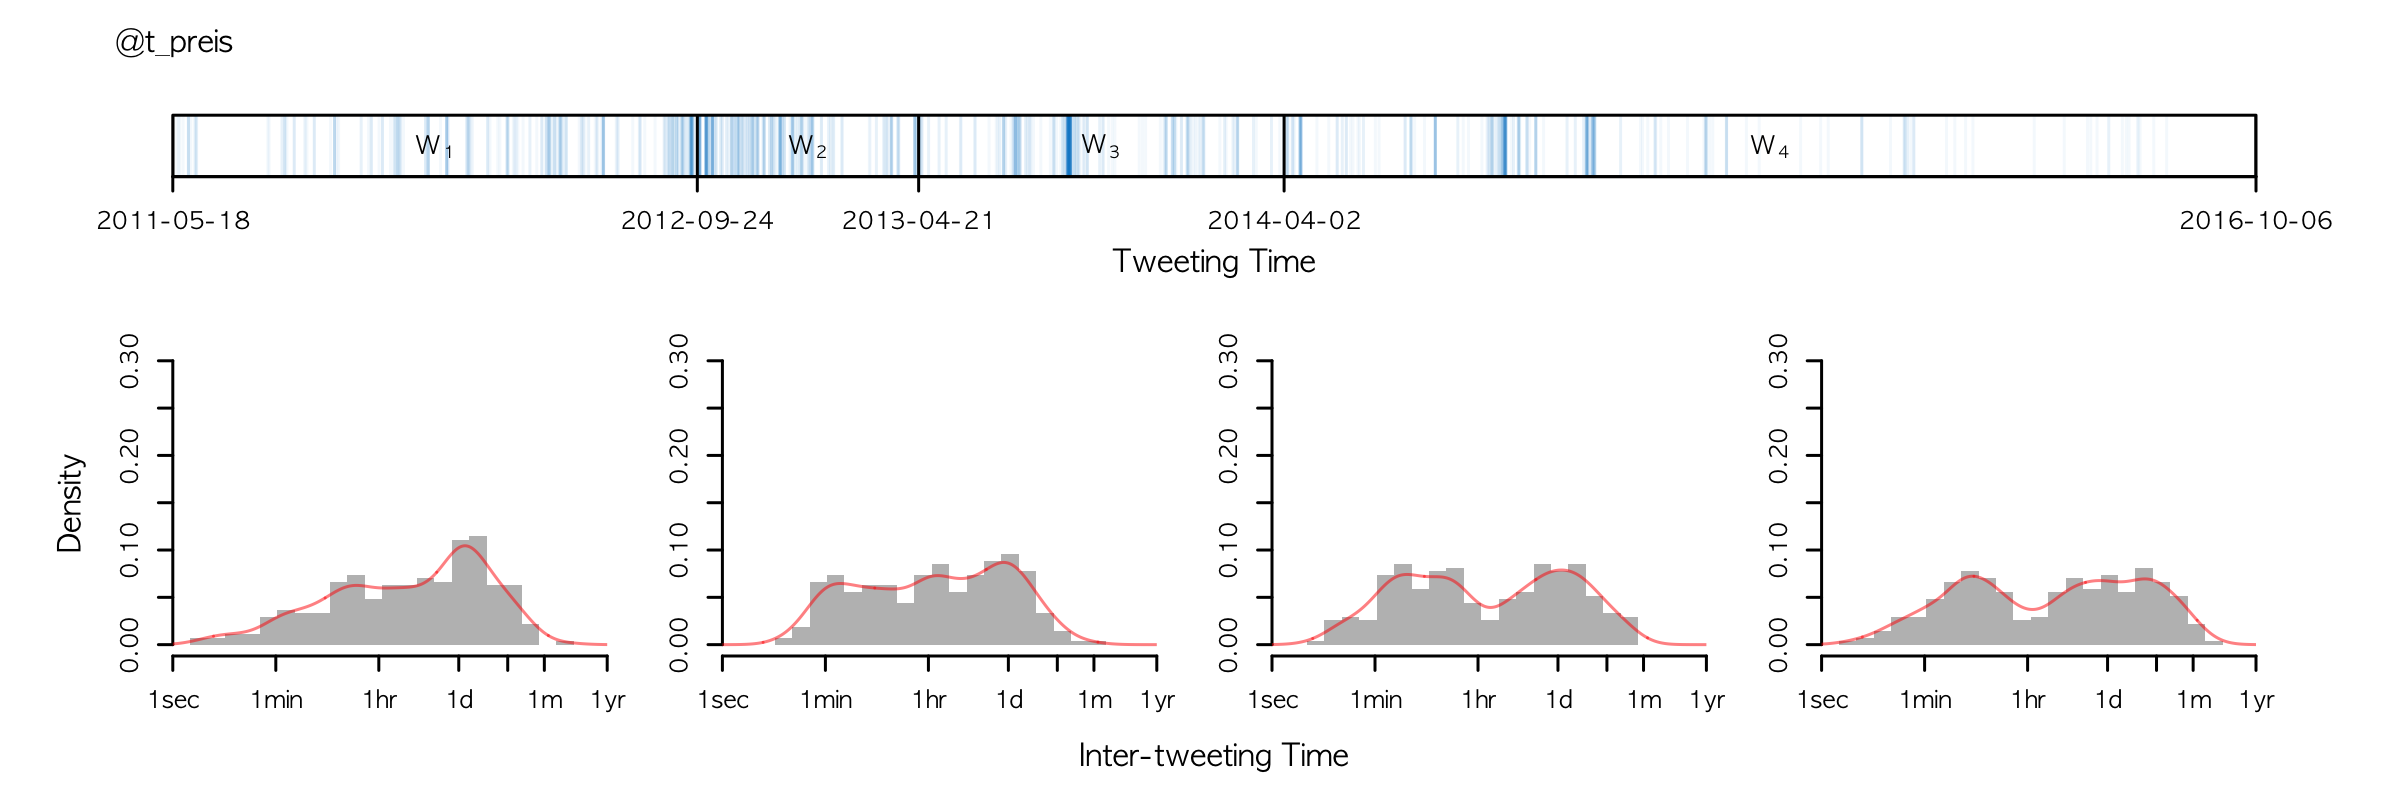 @t_preis
W1 W2 W3 W4
2011-05-18 2012-09-24 2013-04-21 2014-04-02 2016-10-06
Tweeting Time
Density
0.00 0.10 0.20 0.30
1sec 1min 1hr 1d 1m 1yr
0.00 0.10 0.20 0.30
1sec 1min 1hr 1d 1m 1yr
0.00 0.10 0.20 0.30
1sec 1min 1hr 1d 1m 1yr
0.00 0.10 0.20 0.30
1sec 1min 1hr 1d 1m 1yr
Inter-tweeting Time